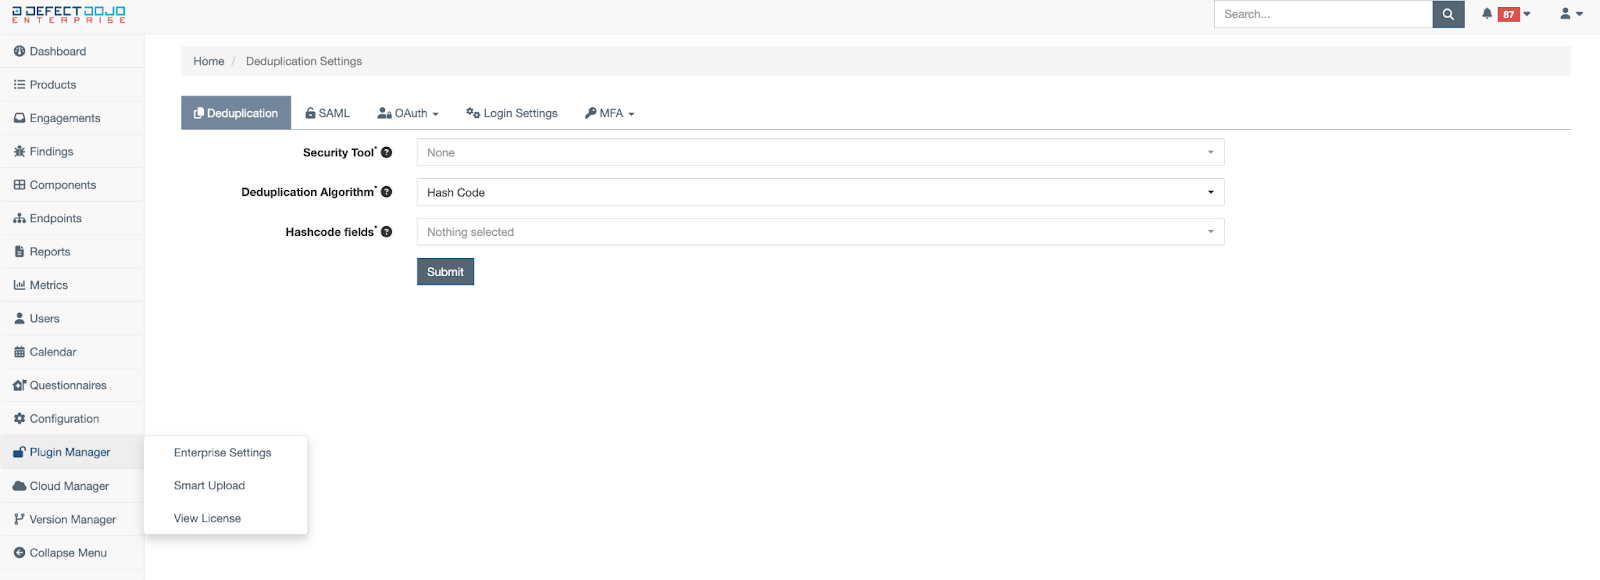 DEFECTDOJO
ENTERPRISE
Search...
87
Dashboard
Products
Engagements
Findings
Components
Endpoints
Reports
Metrics
Users
Calendar
Questionnaires
Configuration
Plugin Manager
Cloud Manager
Version Manager
Collapse Menu
Enterprise Settings
Smart Upload
View License
Home / Deduplication Settings
Deduplication SAML OAuth Login Settings MFA
Security Tool* ? None
Deduplication Algorithm* ? Hash Code
Hashcode fields* ? Nothing selected
Submit